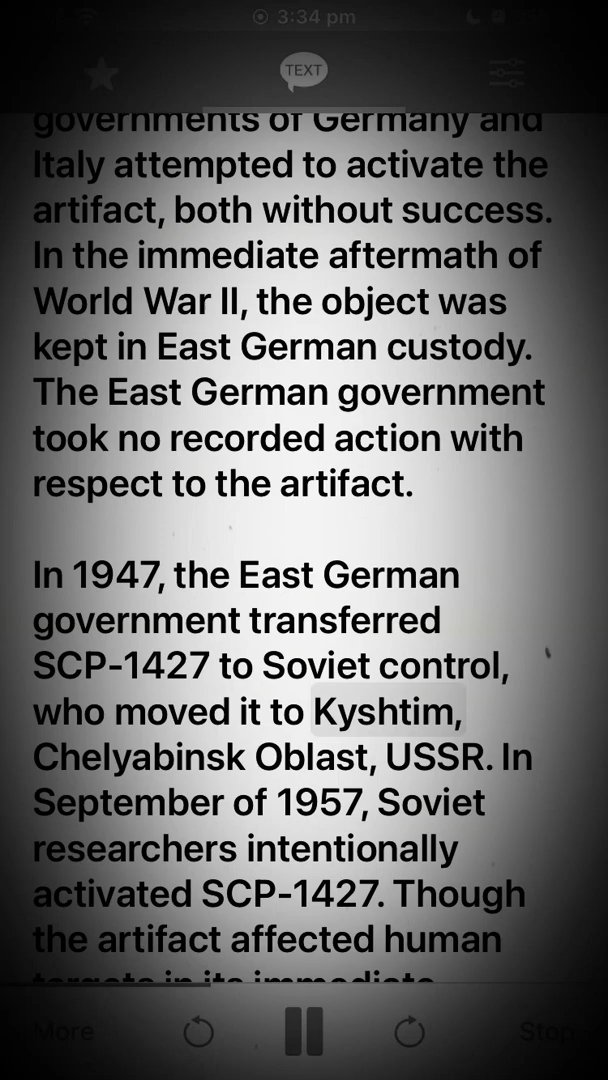 3:34 pm
TEXT
governments of Germany and
Italy attempted to activate the
artifact, both without success.
In the immediate aftermath of
World War II, the object was
kept in East German custody.
The East German government
took no recorded action with
respect to the artifact.
In 1947, the East German
government transferred
SCP-1427 to Soviet control,
who moved it to Kyshtim,
Chelyabinsk Oblast, USSR. In
September of 1957, Soviet
researchers intentionally
activated SCP-1427. Though
the artifact affected human
targets in its immediate
More
Stop